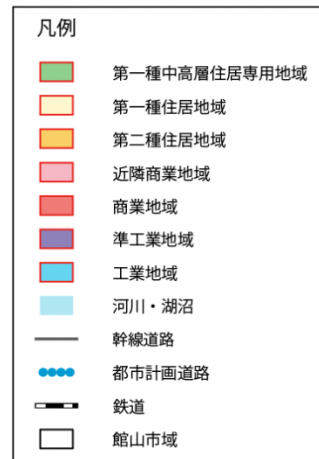 凡例
第一種中高層住居専用地域
第一種住居地域
第二種住居地域
近隣商業地域
商業地域
準工業地域
工業地域
河川・湖沼
幹線道路
都市計画道路
鉄道
館山市域